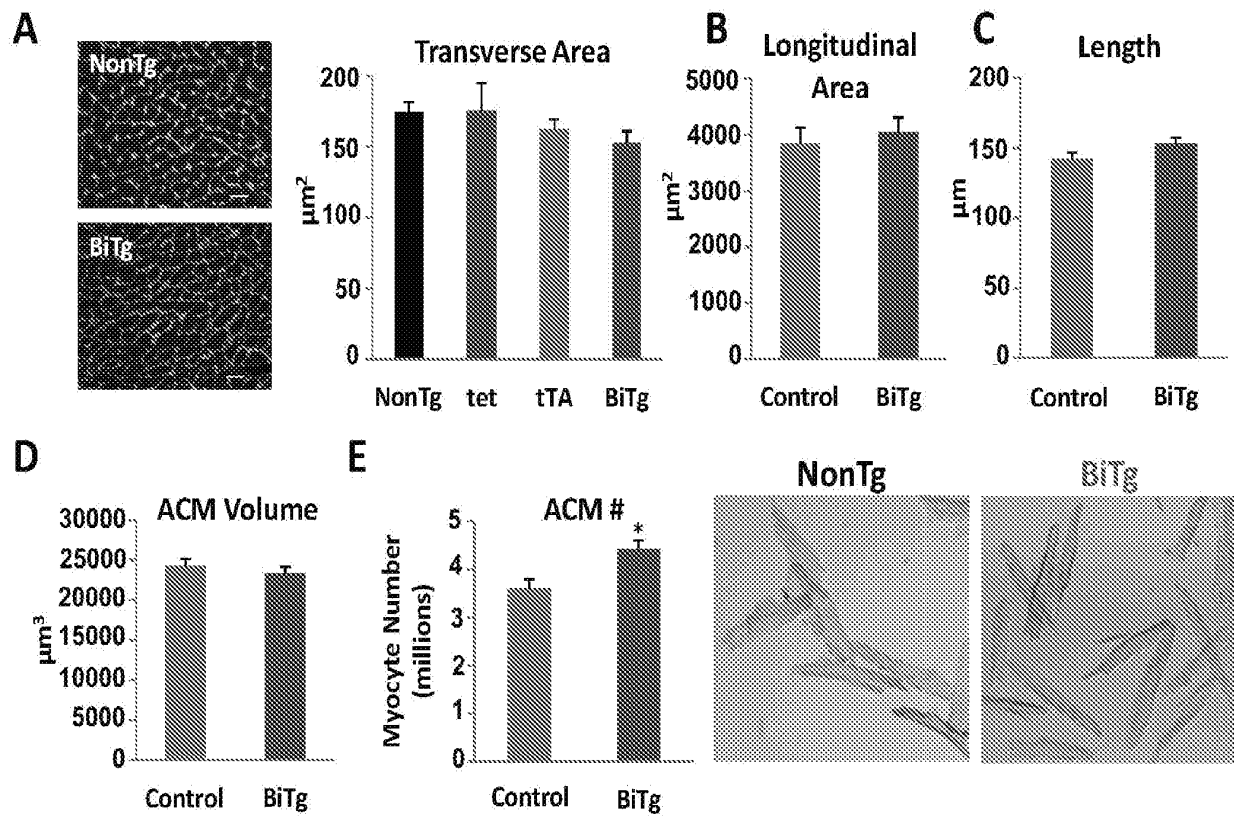 A
NonTg
BiTg
Transverse Area
200
150
100
50
0
µm²
NonTg tet tTA BiTg
B
Longitudinal
Area
5000
4000
3000
2000
1000
0
µm²
Control BiTg
C
Length
200
150
100
50
0
µm
Control BiTg
D
ACM Volume
30000
25000
20000
15000
10000
5000
0
µm³
Control BiTg
E
ACM #
5
4
3
2
1
0
Myocyte Number
(millions)
*
Control BiTg
NonTg
BiTg